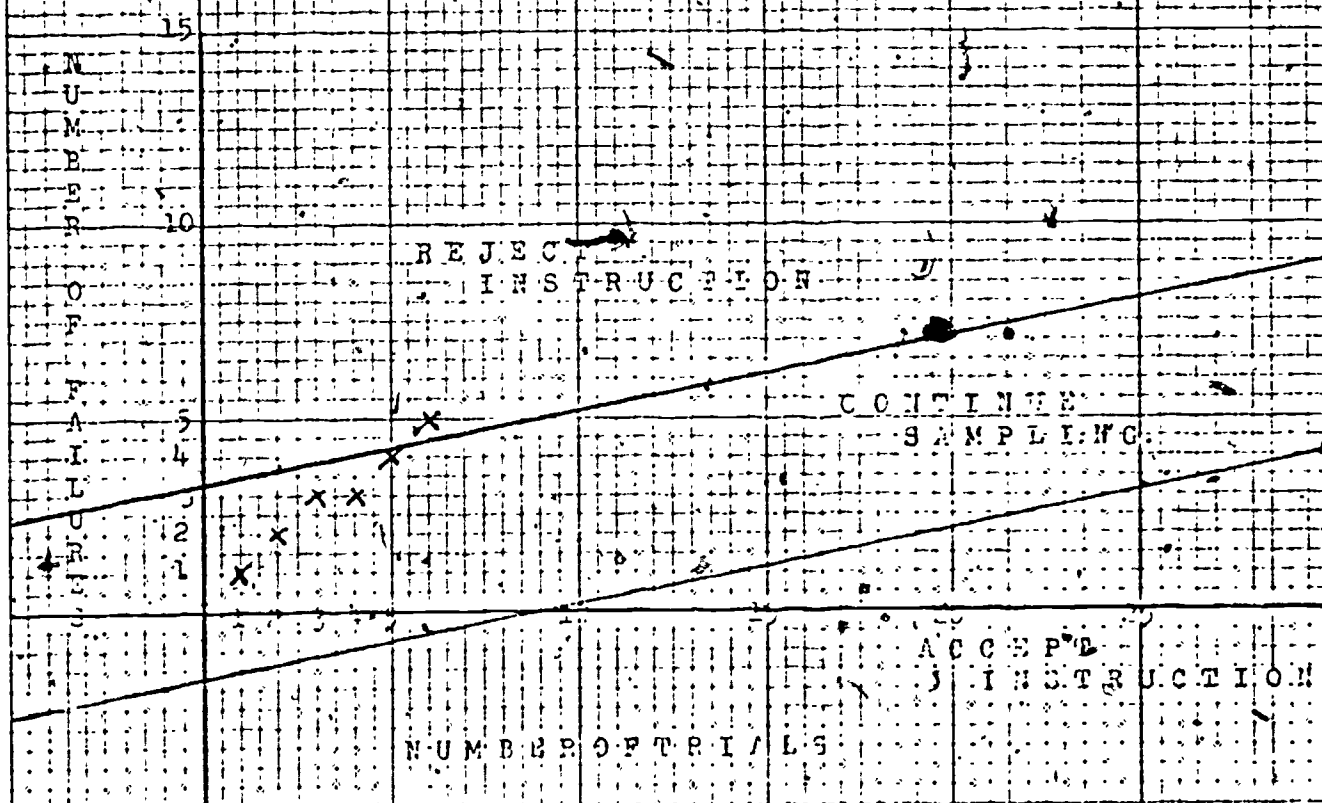 15
10
5
4
2
1
NUMBER OF FAILURES
REJECT
INSTRUCTION
CONTINUE
SAMPLING
ACCEPT
INSTRUCTION
NUMBER OF TRIALS